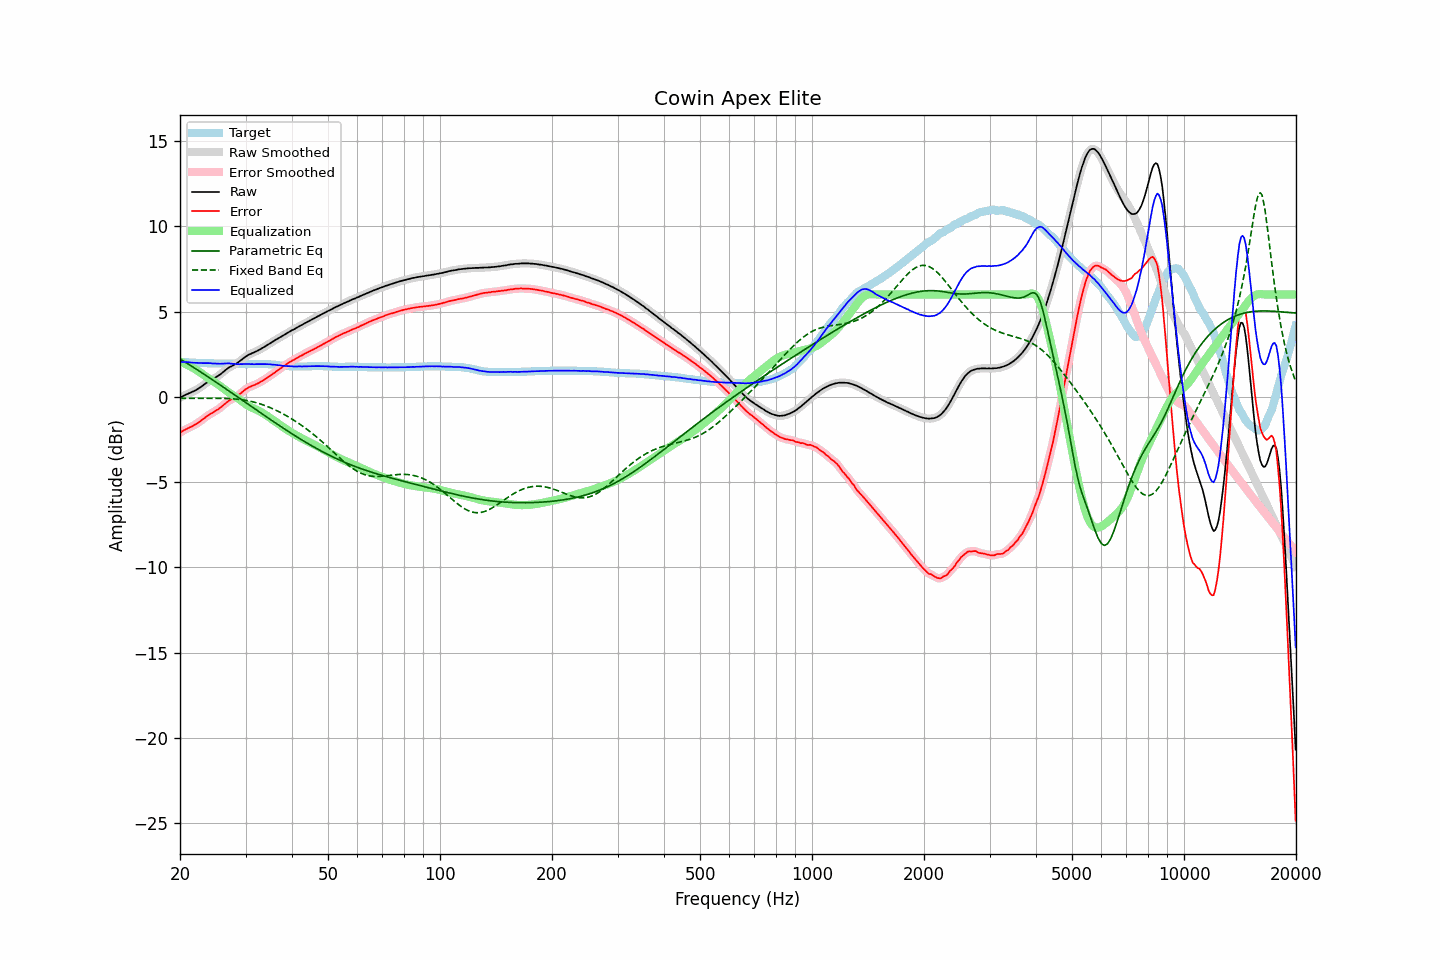 Cowin Apex Elite
Target
Raw Smoothed
Error Smoothed
Raw
Error
Equalization
Parametric Eq
Fixed Band Eq
Equalized
15
10
5
0
−5
−10
−15
−20
−25
Amplitude (dBr)
20 50 100 200 500 1000 2000 5000 10000 20000
Frequency (Hz)